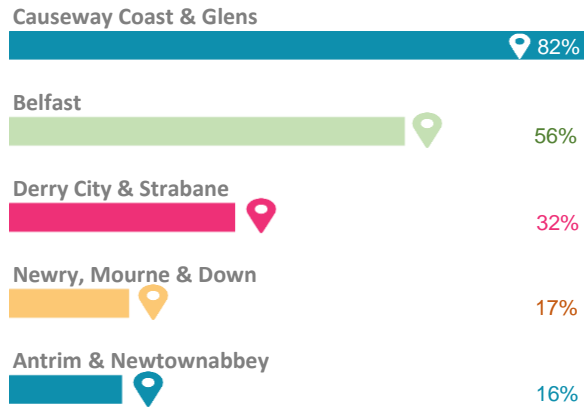 Causeway Coast & Glens
82%
Belfast
56%
Derry City & Strabane
32%
Newry, Mourne & Down
17%
Antrim & Newtownabbey
16%